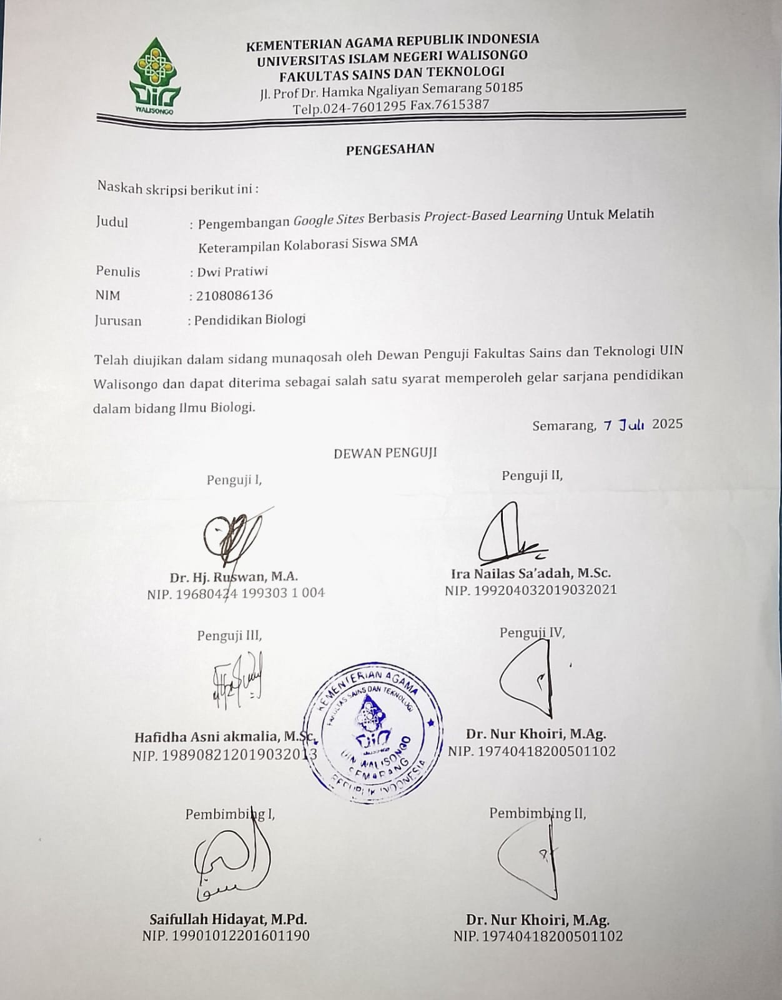 KEMENTERIAN AGAMA REPUBLIK INDONESIA
UNIVERSITAS ISLAM NEGERI WALISONGO
FAKULTAS SAINS DAN TEKNOLOGI
Jl. Prof Dr. Hamka Ngaliyan Semarang 50185
Telp.024-7601295 Fax.7615387
WALISONGO
PENGESAHAN
Naskah skripsi berikut ini :
Judul : Pengembangan Google Sites Berbasis Project-Based Learning Untuk Melatih
Keterampilan Kolaborasi Siswa SMA
Penulis : Dwi Pratiwi
NIM : 2108086136
Jurusan : Pendidikan Biologi
Telah diujikan dalam sidang munaqosah oleh Dewan Penguji Fakultas Sains dan Teknologi UIN
Walisongo dan dapat diterima sebagai salah satu syarat memperoleh gelar sarjana pendidikan
dalam bidang Ilmu Biologi.
Semarang, 7 Juli 2025
DEWAN PENGUJI
Penguji I, Penguji II,
Dr. Hj. Ruswan, M.A. Ira Nailas Sa'adah, M.Sc.
NIP. 19680424 199303 1 004 NIP. 199204032019032021
Penguji III, Penguji IV,
KEMENTERIAN AGAMA
FAKULTAS SAINS DAN TEKNOLOGI
UIN WALISONGO
SEMARANG
REPUBLIK INDONESIA
Hafidha Asni akmalia, M.Sc. Dr. Nur Khoiri, M.Ag.
NIP. 198908212019032013 NIP. 19740418200501102
Pembimbing I, Pembimbing II,
Saifullah Hidayat, M.Pd. Dr. Nur Khoiri, M.Ag.
NIP. 19901012201601190 NIP. 19740418200501102